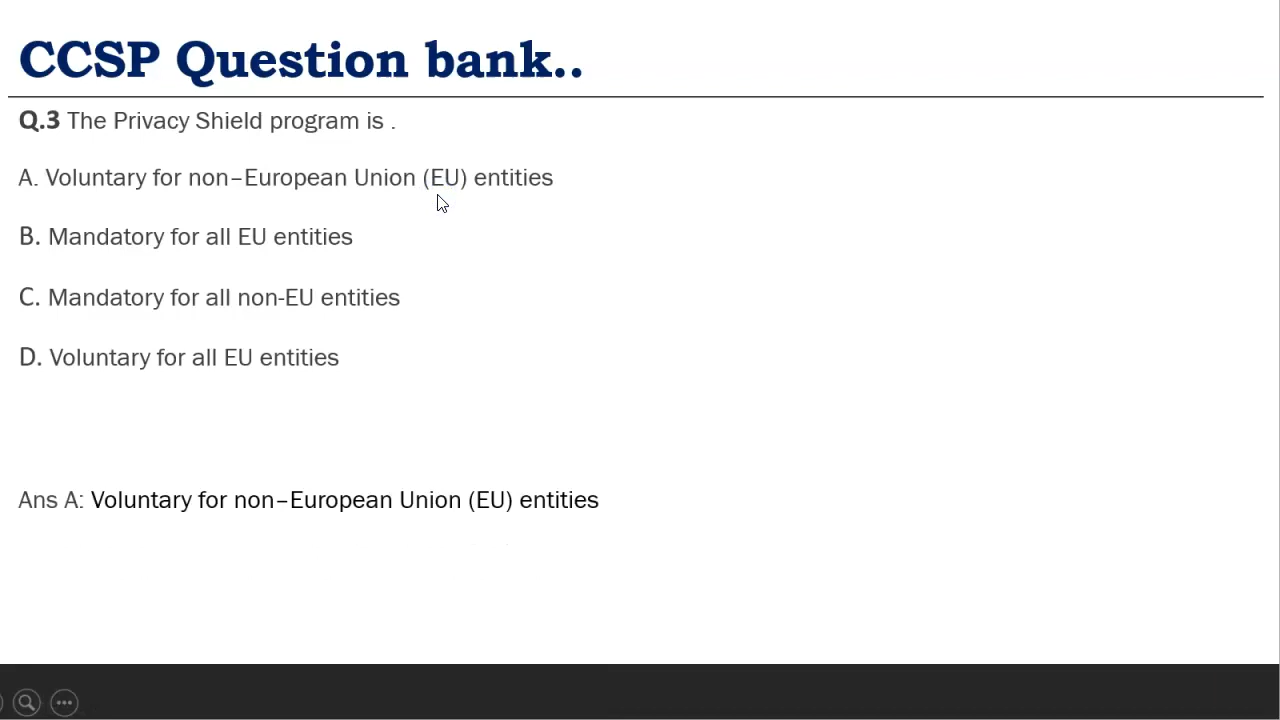 CCSP Question bank..
Q.3 The Privacy Shield program is .
A. Voluntary for non–European Union (EU) entities
B. Mandatory for all EU entities
C. Mandatory for all non-EU entities
D. Voluntary for all EU entities
Ans A: Voluntary for non–European Union (EU) entities